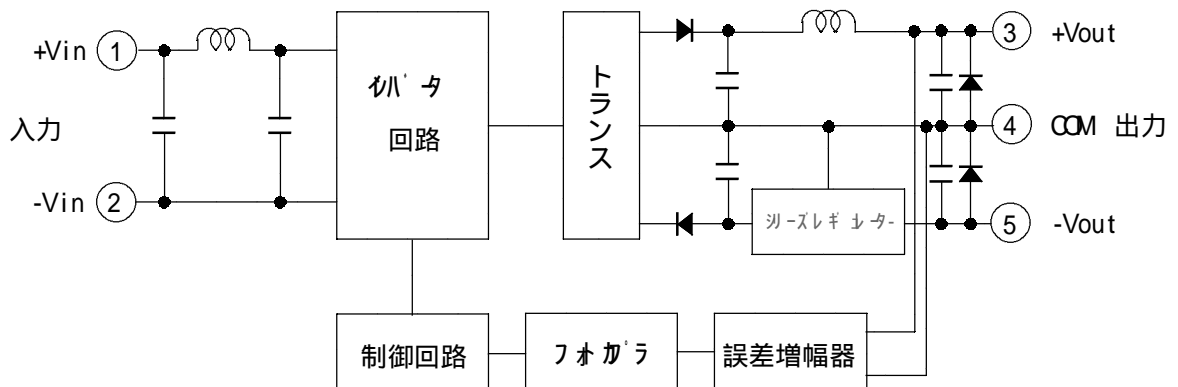 +Vin ①
入力
-Vin ②
ｲﾝﾊﾞｰﾀ
回路
トランス
③ +Vout
④ COM 出力
ｼﾘｰｽﾞﾚｷﾞｭﾚｰﾀｰ
⑤ -Vout
制御回路
フォトカプラ
誤差増幅器